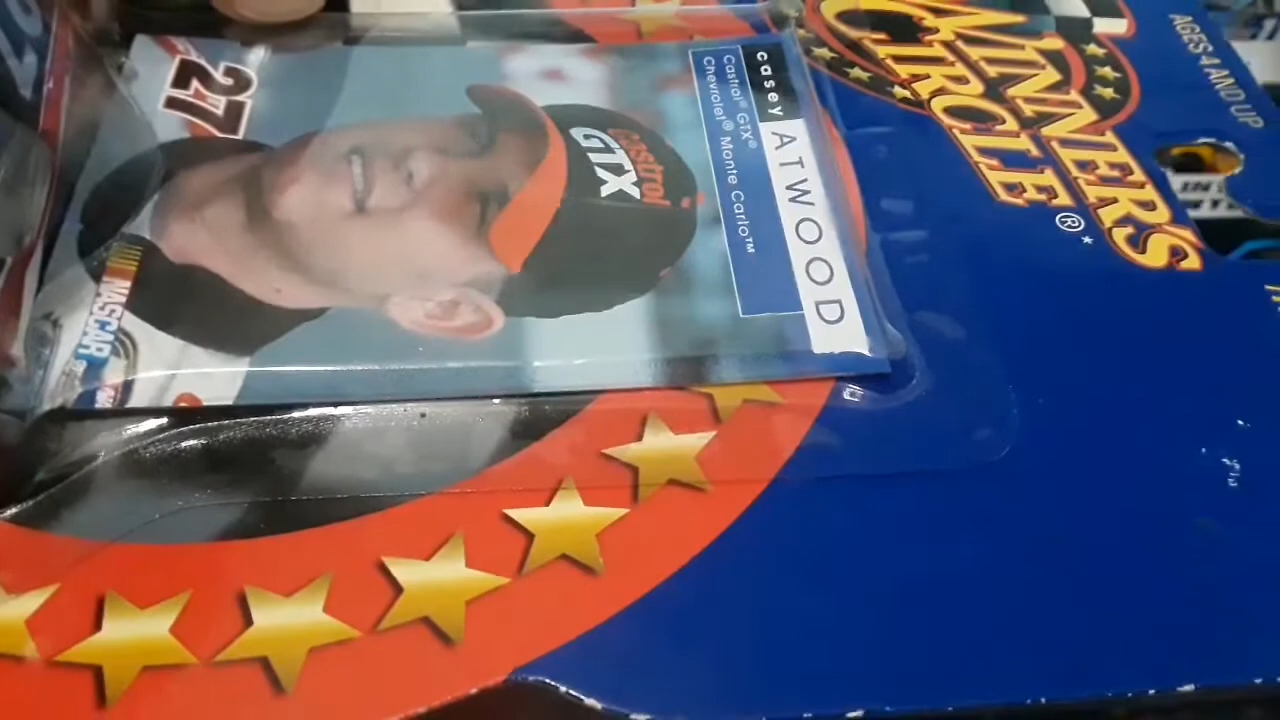 AGES 4 AND UP
WINNER'S
CIRCLE®*
casey ATWOOD
Castrol® GTX®
Chevrolet® Monte Carlo™
castrol
GTX
27
NASCAR